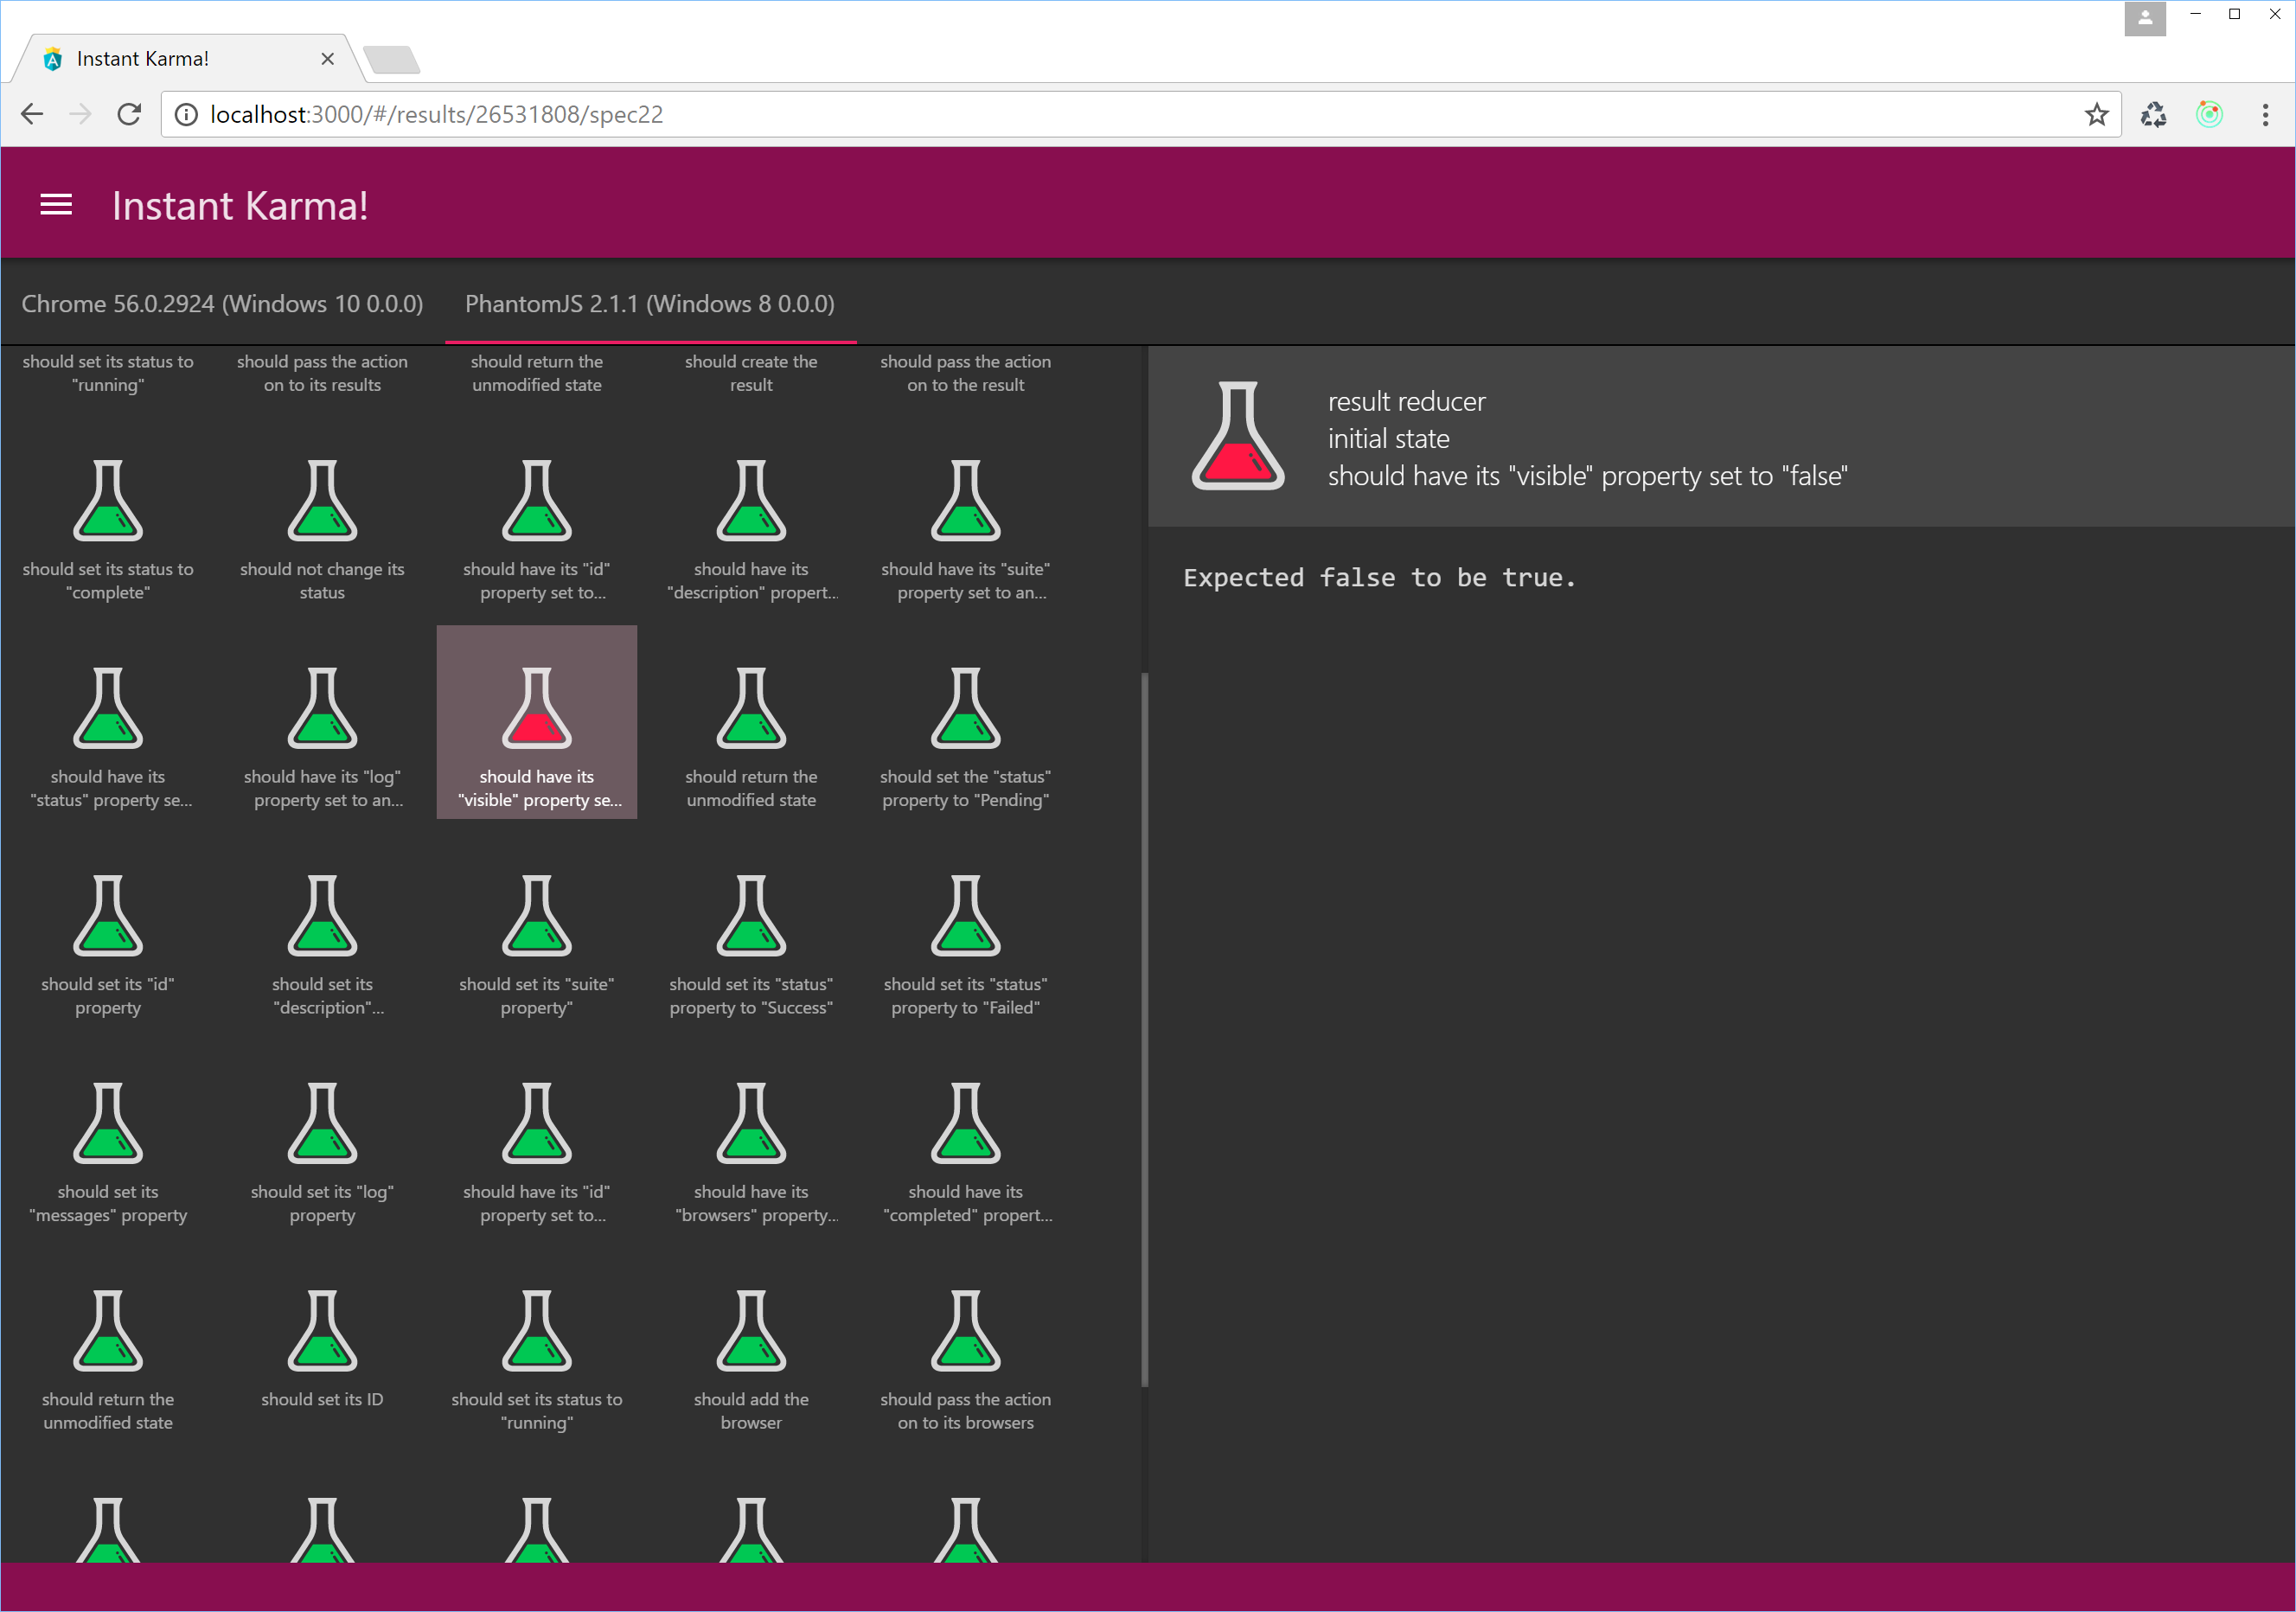 Instant Karma!
localhost:3000/#/results/26531808/spec22
Instant Karma!
Chrome 56.0.2924 (Windows 10 0.0.0)
PhantomJS 2.1.1 (Windows 8 0.0.0)
should set its status to
"running"
should pass the action
on to its results
should return the
unmodified state
should create the
result
should pass the action
on to the result
should set its status to
"complete"
should not change its
status
should have its "id"
property set to...
should have its
"description" propert...
should have its "suite"
property set to an...
should have its
"status" property se...
should have its "log"
property set to an...
should have its
"visible" property se...
should return the
unmodified state
should set the "status"
property to "Pending"
should set its "id"
property
should set its
"description"...
should set its "suite"
property"
should set its "status"
property to "Success"
should set its "status"
property to "Failed"
should set its
"messages" property
should set its "log"
property
should have its "id"
property set to...
should have its
"browsers" property...
should have its
"completed" propert...
should return the
unmodified state
should set its ID
should set its status to
"running"
should add the
browser
should pass the action
on to its browsers
result reducer
initial state
should have its "visible" property set to "false"
Expected false to be true.